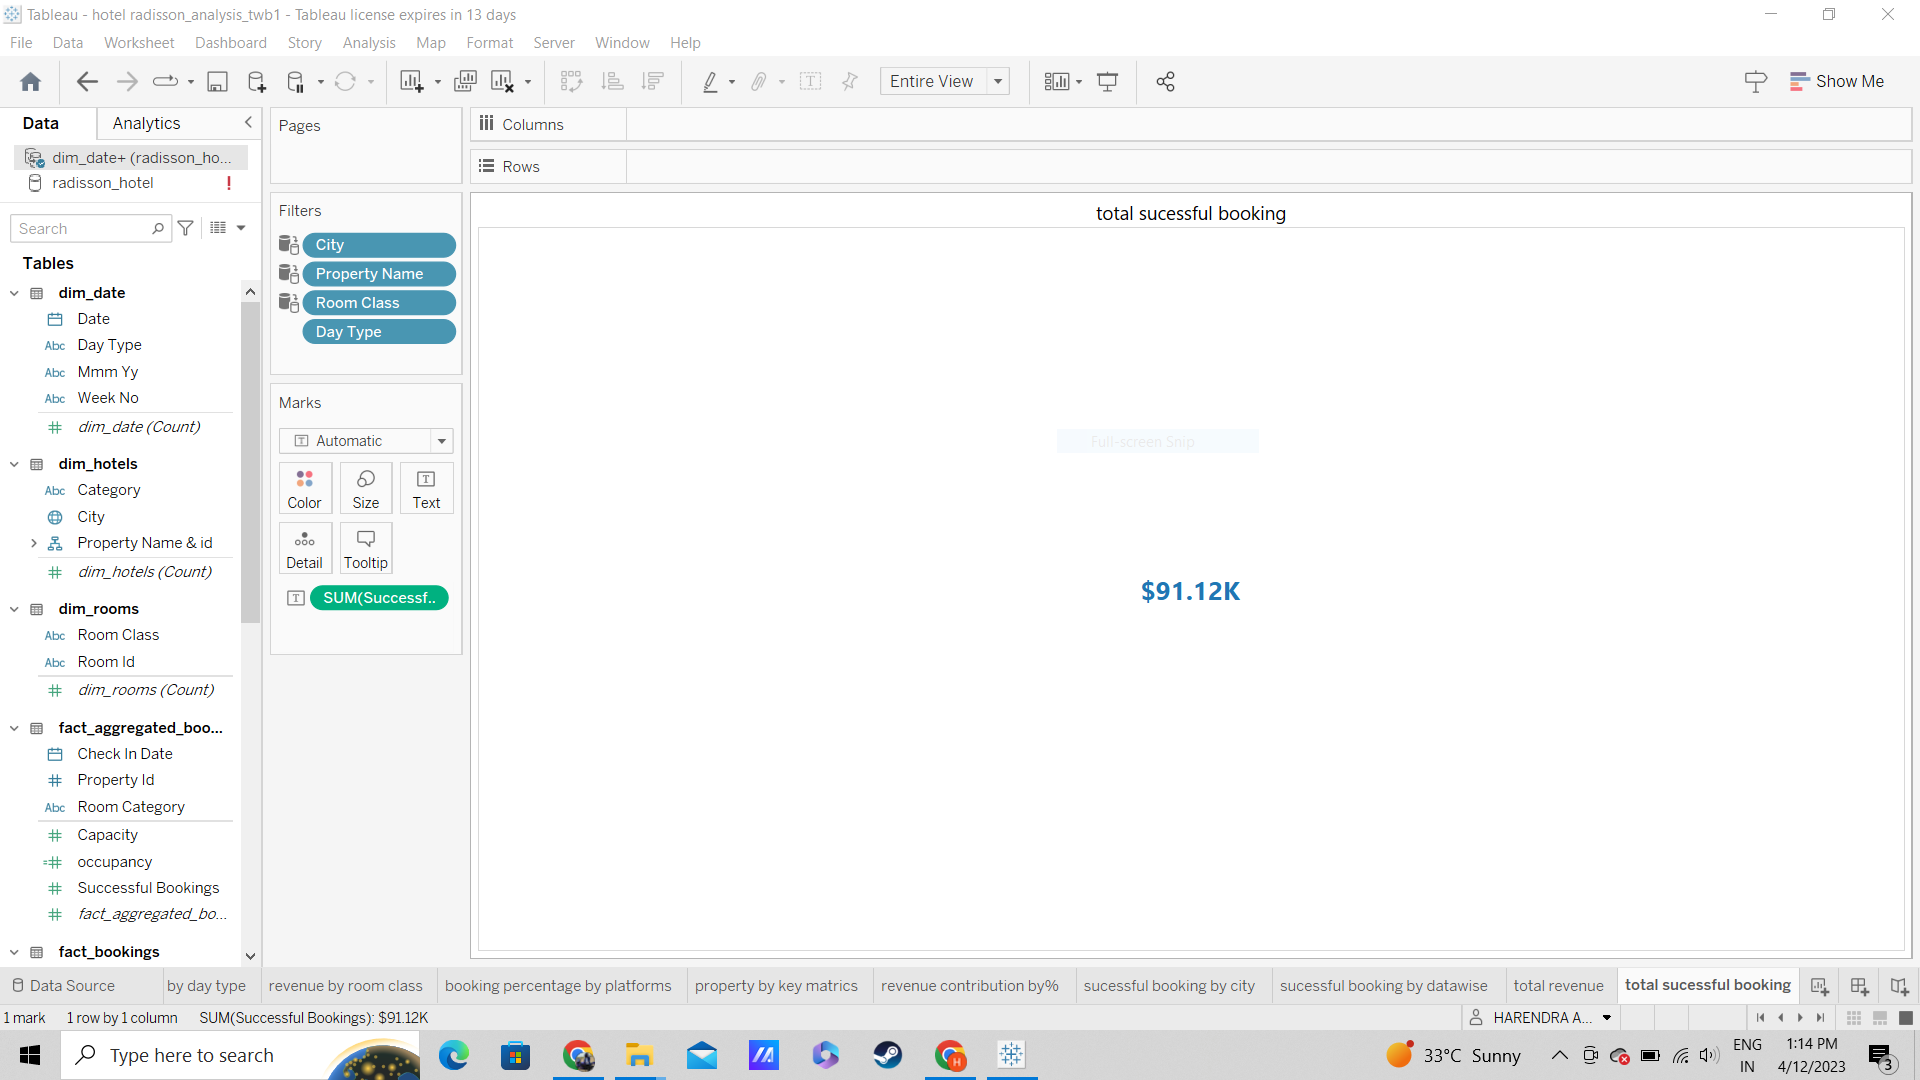 Tableau - hotel radisson_analysis_twb1 - Tableau license expires in 13 days
File Data Worksheet Dashboard Story Analysis Map Format Server Window Help
Entire View
Show Me
Data Analytics
dim_date+ (radisson_ho...
radisson_hotel !
Search
Tables
dim_date
Date
Abc Day Type
Abc Mmm Yy
Abc Week No
dim_date (Count)
dim_hotels
Abc Category
City
Property Name & id
dim_hotels (Count)
dim_rooms
Abc Room Class
Abc Room Id
dim_rooms (Count)
fact_aggregated_boo...
Check In Date
Property Id
Abc Room Category
Capacity
occupancy
Successful Bookings
fact_aggregated_bo...
fact_bookings
Pages
Filters
City
Property Name
Room Class
Day Type
Marks
Automatic
Color Size Text
Detail Tooltip
SUM(Successf..
Columns
Rows
total sucessful booking
Full-screen Snip
$91.12K
Data Source by day type revenue by room class booking percentage by platforms property by key matrics revenue contribution by% sucessful booking by city sucessful booking by datawise total revenue total sucessful booking
1 mark 1 row by 1 column SUM(Successful Bookings): $91.12K HARENDRA A...
Type here to search
33°C Sunny
ENG
IN
1:14 PM
4/12/2023
3